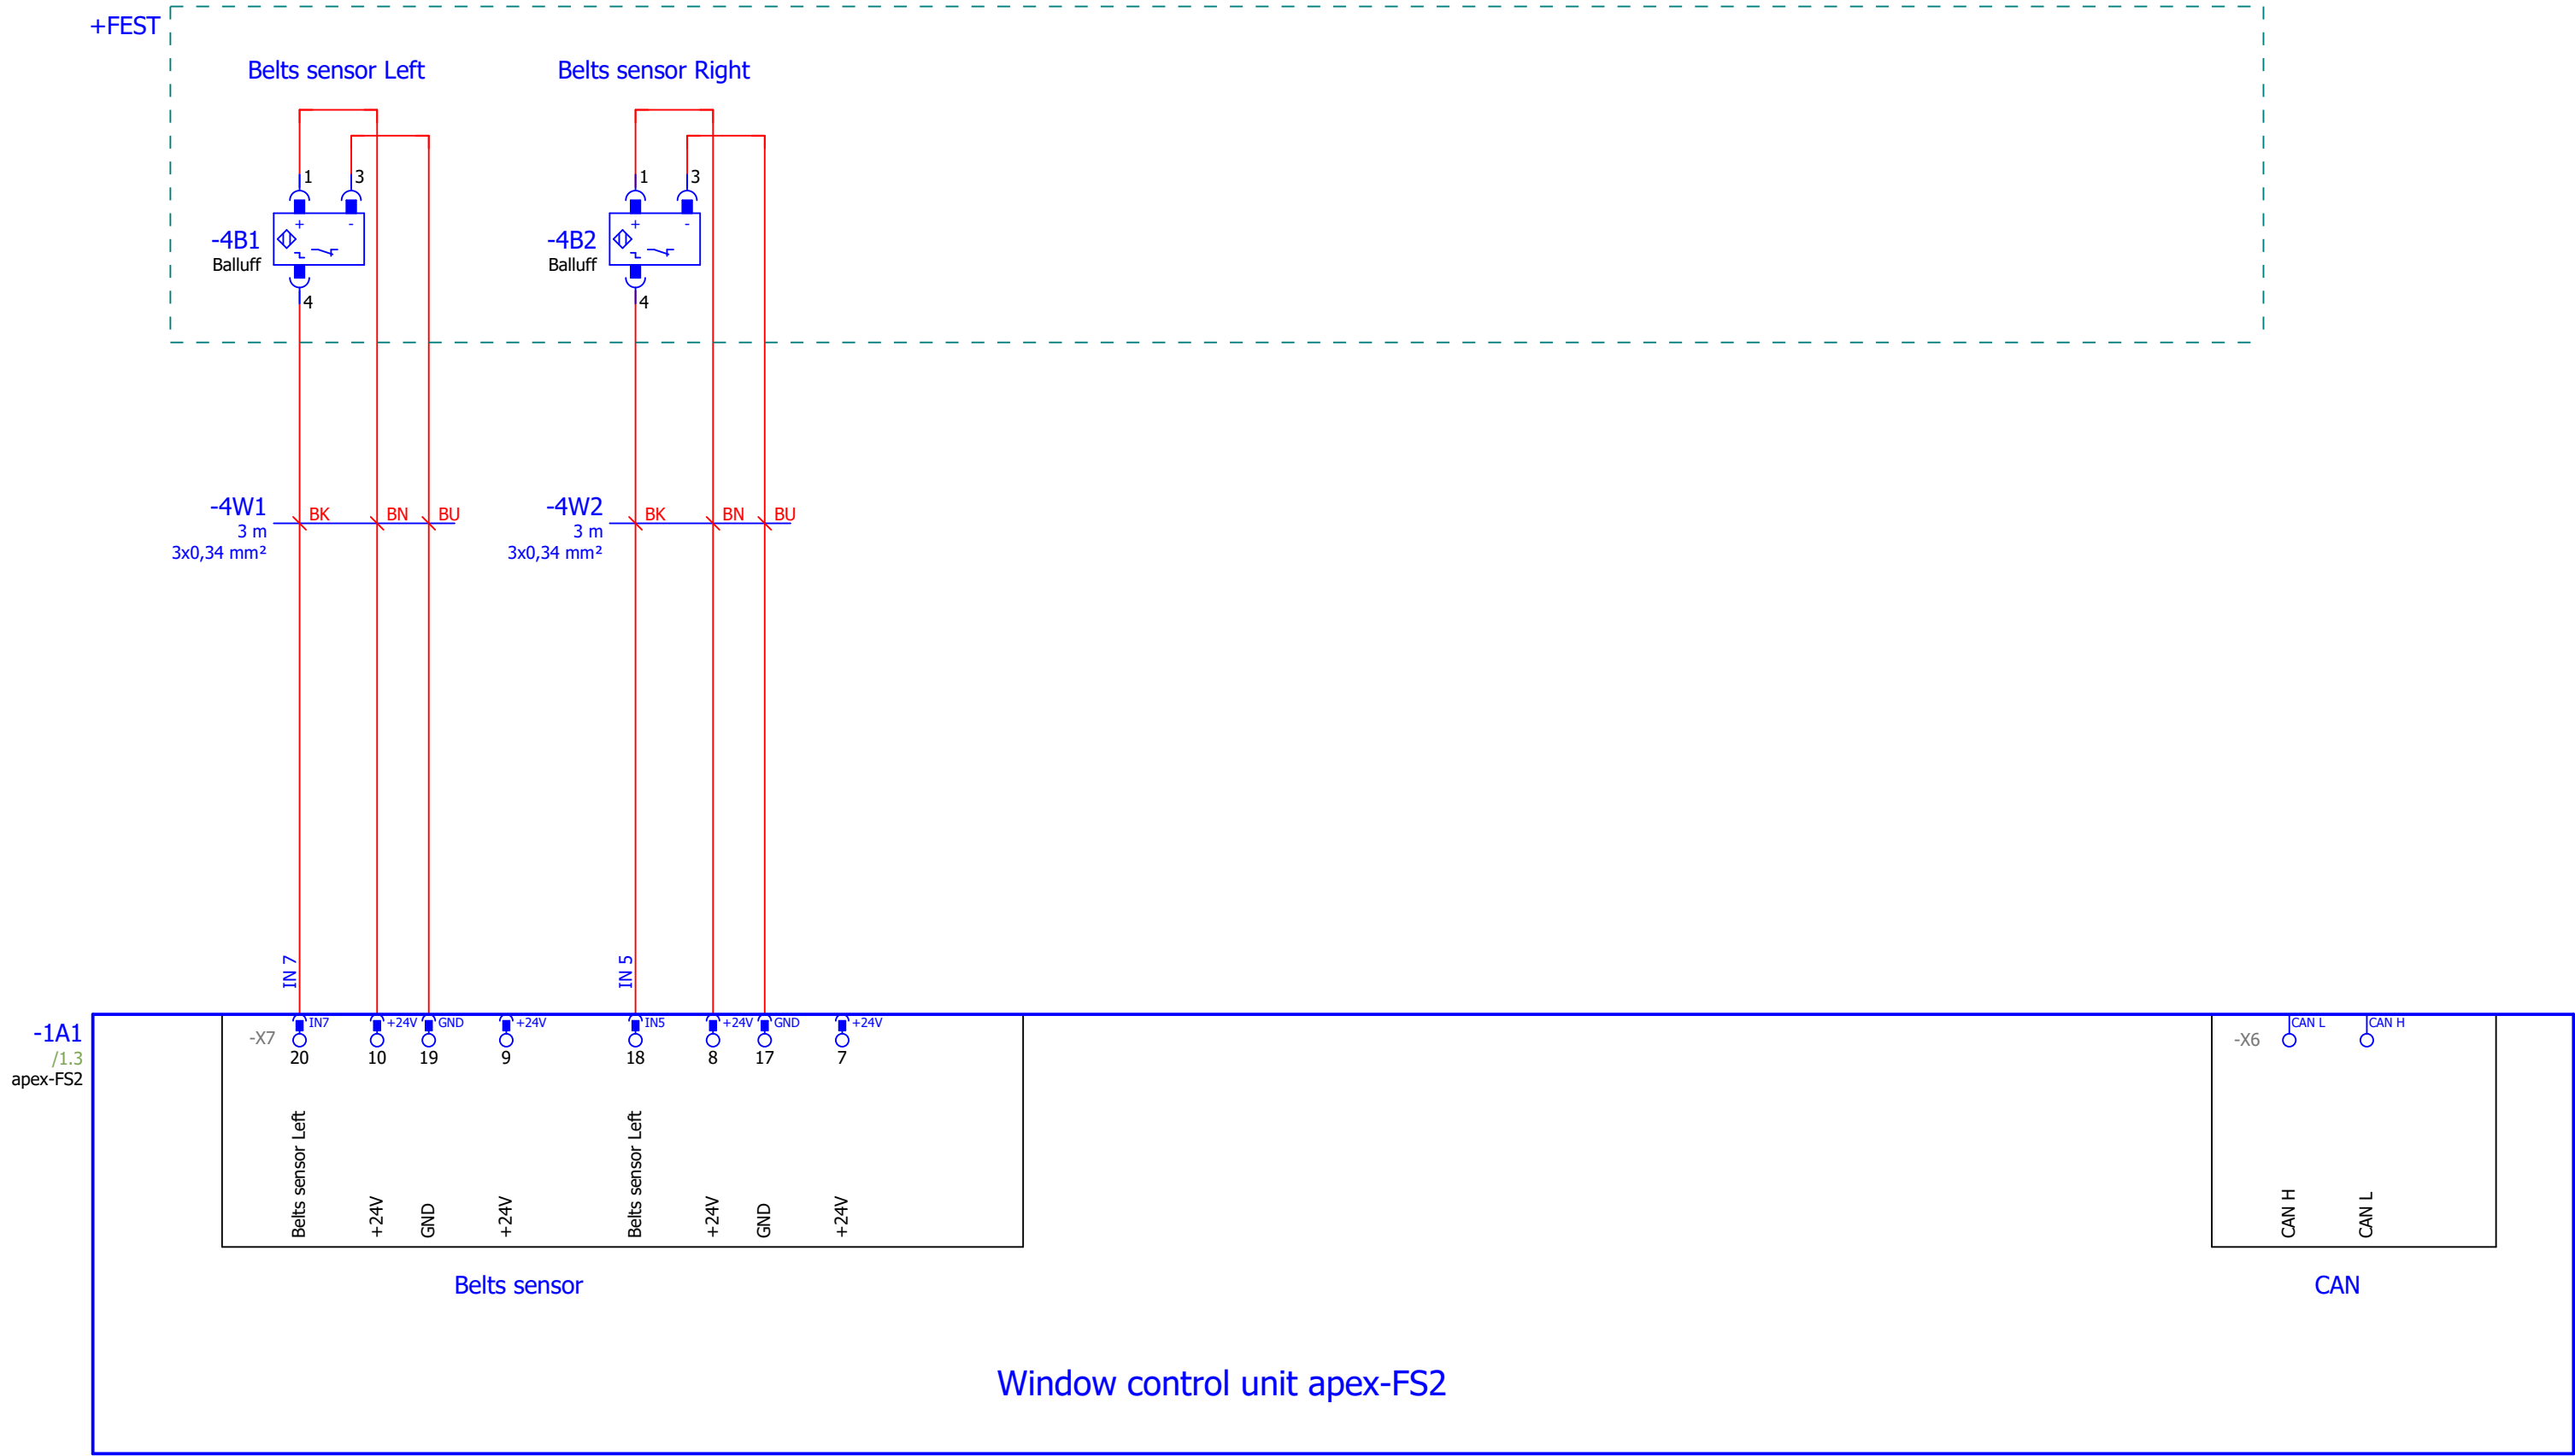 +FEST
Belts sensor Left
Belts sensor Right
1
3
1
3
+
-
+
-
-4B1
Balluff
-4B2
Balluff
4
4
-4W1
3 m
3x0,34 mm²
BK
BN
BU
-4W2
3 m
3x0,34 mm²
BK
BN
BU
IN 7
IN 5
-1A1
/1.3
apex-FS2
-X7
IN7
+24V
GND
+24V
IN5
+24V
GND
+24V
20
10
19
9
18
8
17
7
Belts sensor Left
+24V
GND
+24V
Belts sensor Left
+24V
GND
+24V
Belts sensor
-X6
CAN L
CAN H
CAN H
CAN L
CAN
Window control unit apex-FS2